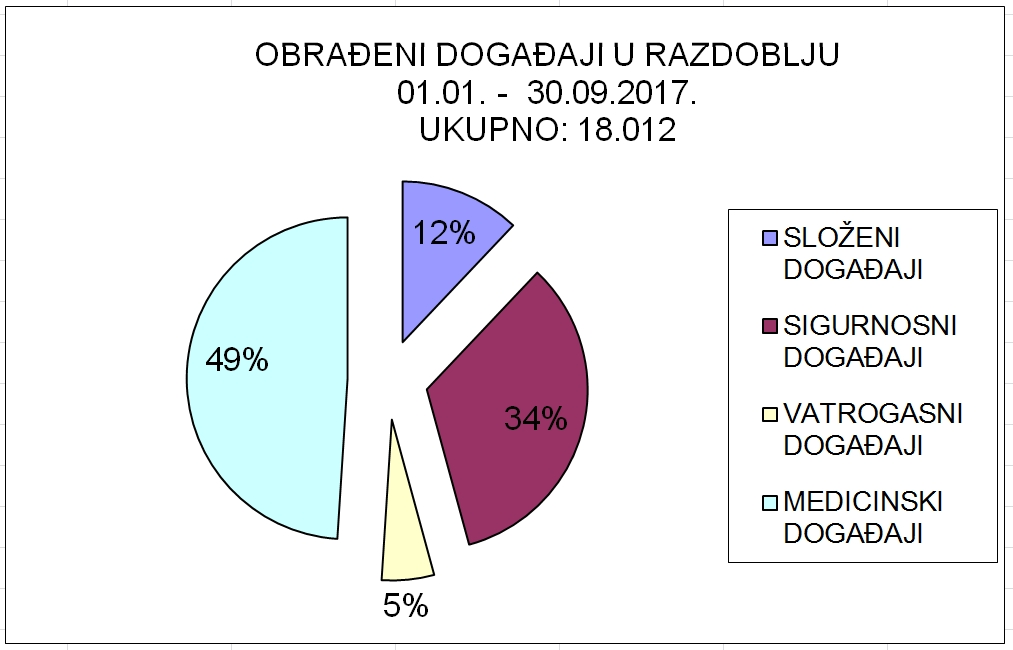 OBRAĐENI DOGAĐAJI U RAZDOBLJU
01.01. -  30.09.2017.
UKUPNO: 18.012
12%
34%
5%
49%
SLOŽENI
DOGAĐAJI
SIGURNOSNI
DOGAĐAJI
VATROGASNI
DOGAĐAJI
MEDICINSKI
DOGAĐAJI